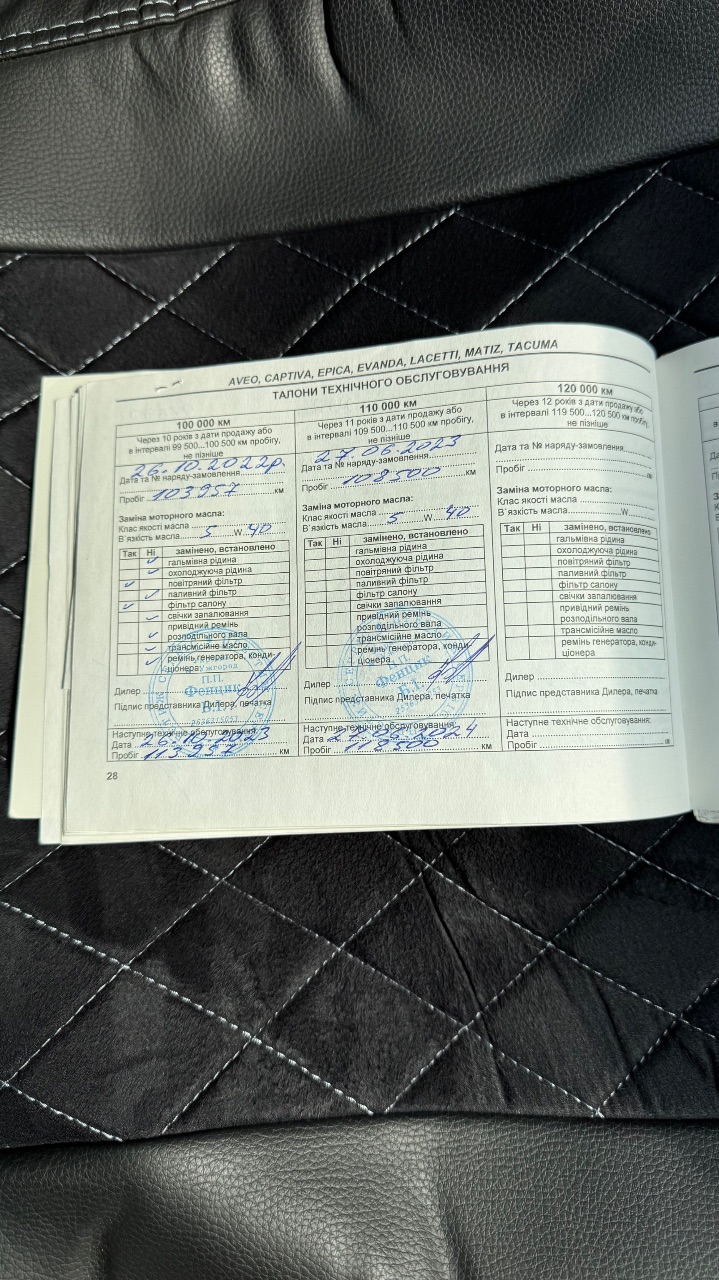 AVEO, CAPTIVA, EPICA, EVANDA, LACETTI, MATIZ, TACUMA
ТАЛОНИ ТЕХНІЧНОГО ОБСЛУГОВУВАННЯ
100 000 км
Через 10 років з дати продажу або
в інтервалі 99 500...100 500 км пробігу,
не пізніше
26.10.2022р.
Дата та № наряду-замовлення
Пробіг 103957 км
Заміна моторного масла:
Клас якості масла
В`язкість масла 5 W 40
Так Ні замінено, встановлено
гальмівна рідина
охолоджуюча рідина
повітряний фільтр
паливний фільтр
фільтр салону
свічки запалювання
привідний ремінь
розподільного вала
трансмісійне масло
ремінь генератора, конди-
ціонера
Ужгород
П.П.
Фенцик
Дилер
Підпис представника Дилера, печатка
Наступне технічне обслуговування:
Дата 26.10.2023
Пробіг 113957 км
28
110 000 км
Через 11 років з дати продажу або
в інтервалі 109 500...110 500 км пробігу,
не пізніше
27.06.2023
Дата та № наряду-замовлення
Пробіг 108500 км
Заміна моторного масла:
Клас якості масла
В`язкість масла 5 W 40
Так Ні замінено, встановлено
гальмівна рідина
охолоджуюча рідина
повітряний фільтр
паливний фільтр
фільтр салону
свічки запалювання
привідний ремінь
розподільного вала
трансмісійне масло
ремінь генератора, конди-
ціонера
П.П.
Фенцик
Дилер
Підпис представника Дилера, печатка
Наступне технічне обслуговування:
Дата 2024
Пробіг 118500 км
120 000 км
Через 12 років з дати продажу або
в інтервалі 119 500...120 500 км пробігу,
не пізніше
Дата та № наряду-замовлення
Пробіг км
Заміна моторного масла:
Клас якості масла
В`язкість масла W
Так Ні замінено, встановлено
гальмівна рідина
охолоджуюча рідина
повітряний фільтр
паливний фільтр
фільтр салону
свічки запалювання
привідний ремінь
розподільного вала
трансмісійне масло
ремінь генератора, конди-
ціонера
Дилер
Підпис представника Дилера, печатка
Наступне технічне обслуговування:
Дата
Пробіг км